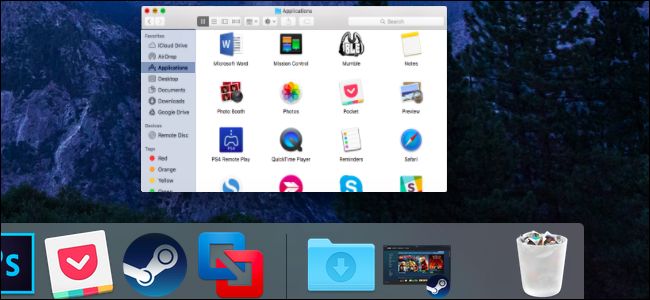 Applications
Search
Favorites
iCloud Drive
AirDrop
Applications
Desktop
Documents
Downloads
Google Drive
Devices
Remote Disc
Tags
Red
Orange
Yellow
Green
Microsoft Word
Mission Control
Mumble
Notes
Photo Booth
Photos
Pocket
Preview
PS4 Remote Play
QuickTime Player
Reminders
Safari
Ps